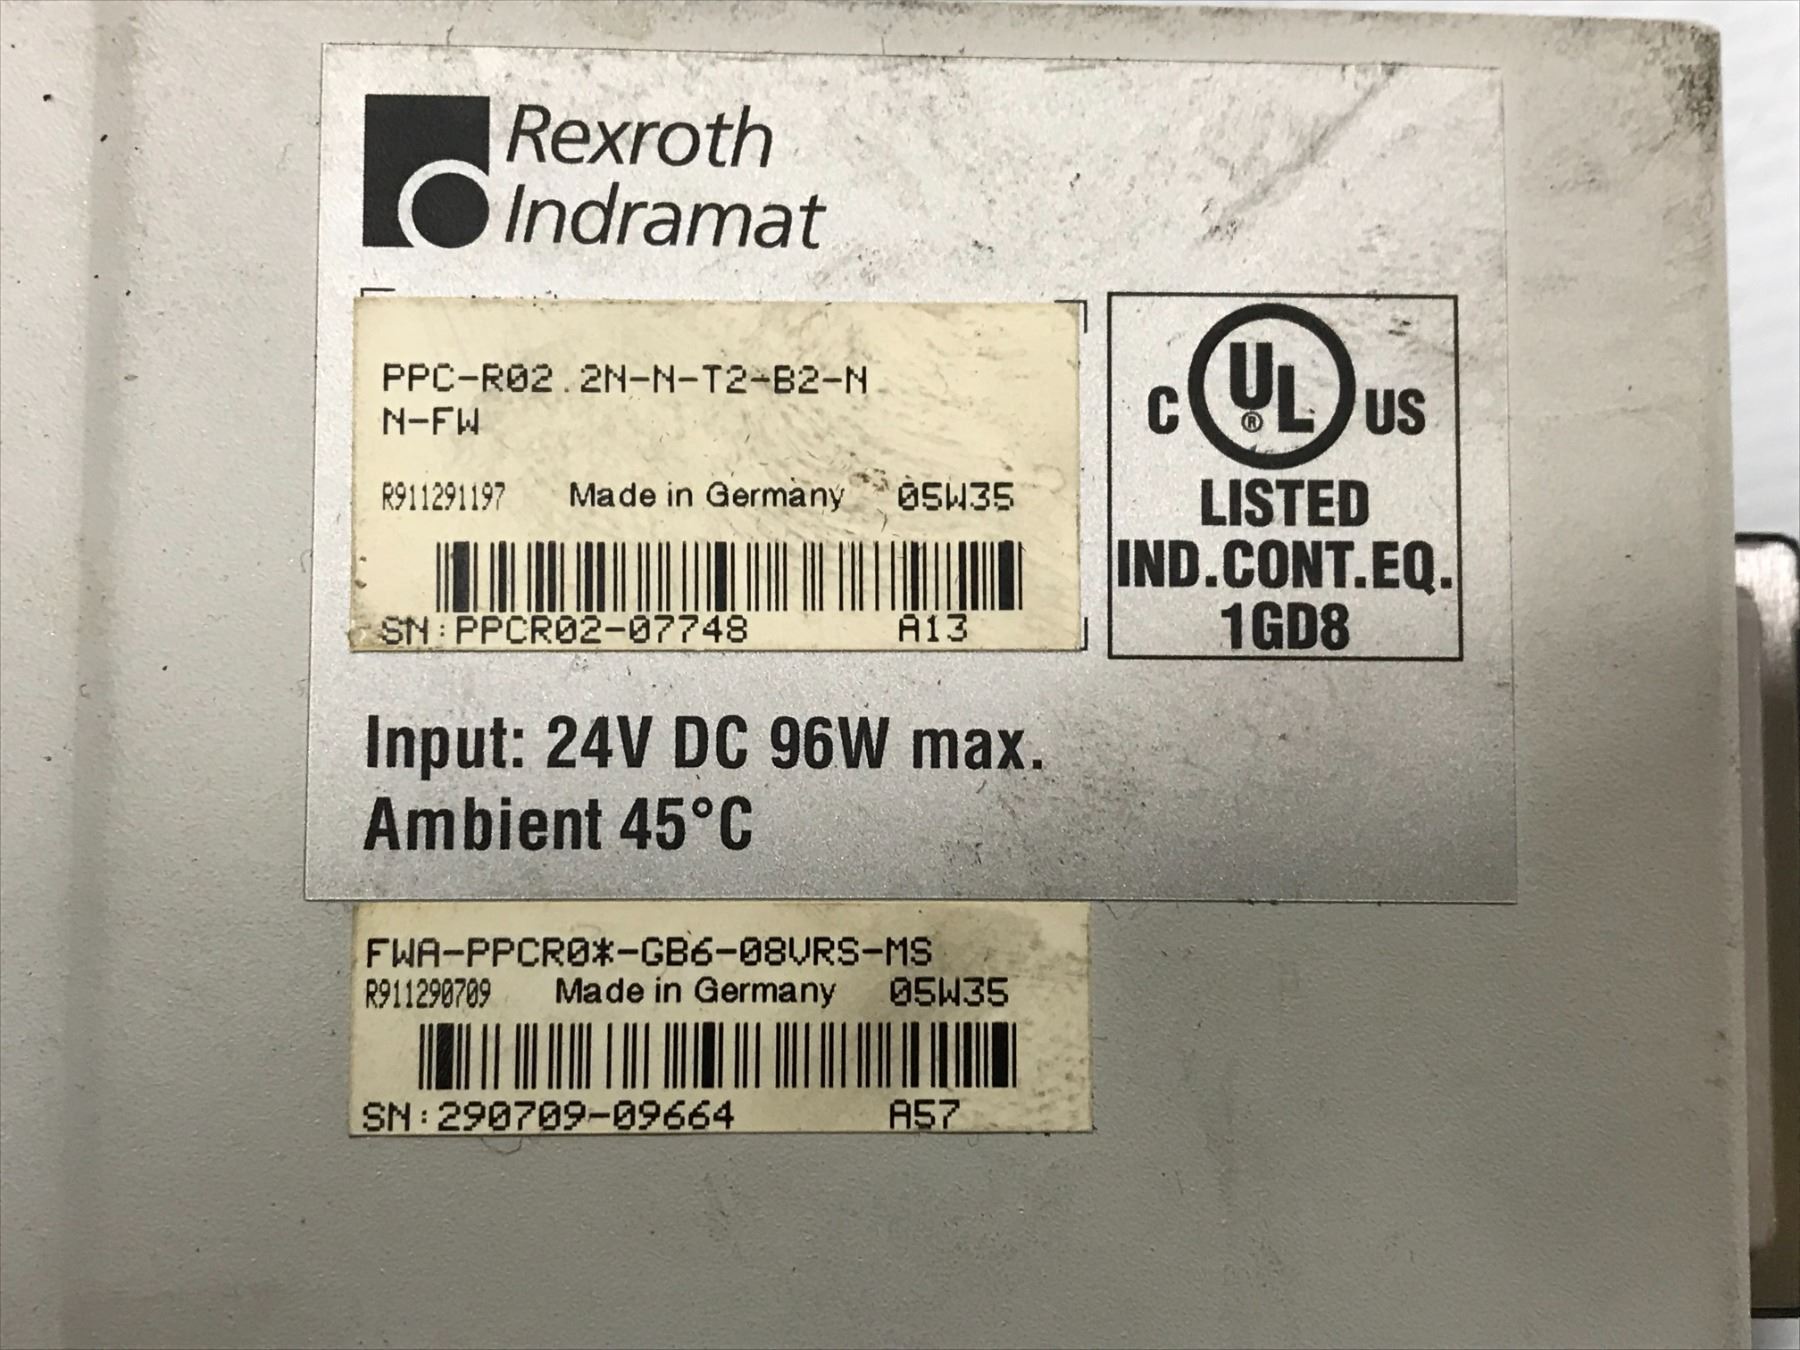 Rexroth
Indramat
PPC-R02.2N-N-T2-B2-N
N-FW
R911291197 Made in Germany 05W35
SN:PPCR02-07748 A13
C UL ® US
LISTED
IND.CONT.EQ.
1GD8
Input: 24V DC 96W max.
Ambient 45°C
FWA-PPCR0*-GB6-08VRS-MS
R911290709 Made in Germany 05W35
SN:290709-09664 A57